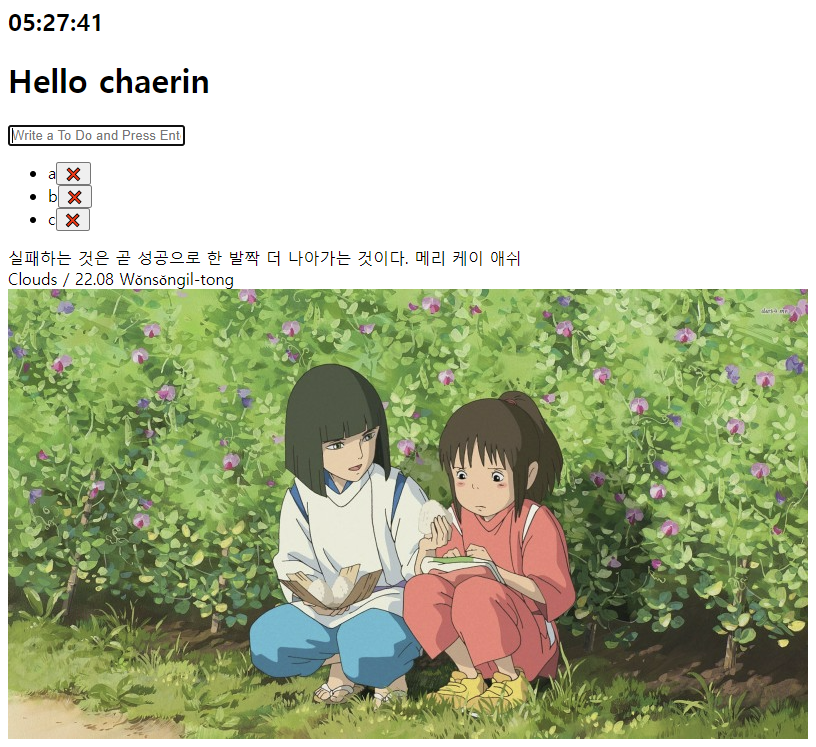 05:27:41
Hello chaerin
Write a To Do and Press Ent
a❌
b❌
c❌
실패하는 것은 곧 성공으로 한 발짝 더 나아가는 것이다. 메리 케이 애쉬
Clouds / 22.08 Wŏnsŏngil-tong